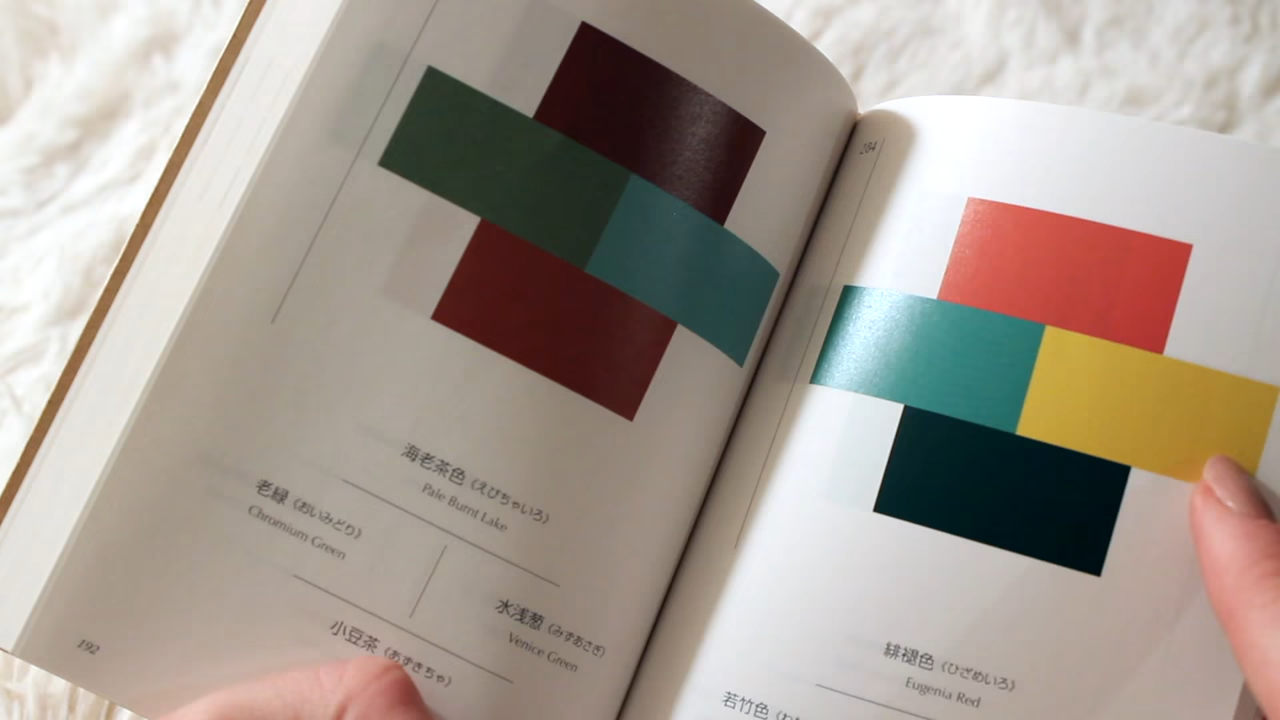 海老茶色（えびちゃいろ）
Pale Burnt Lake
老緑（おいみどり）
Chromium Green
水浅葱（みずあさぎ）
Venice Green
小豆茶（あずきちゃ）
192
緋褪色（ひざめいろ）
Eugenia Red
若竹色